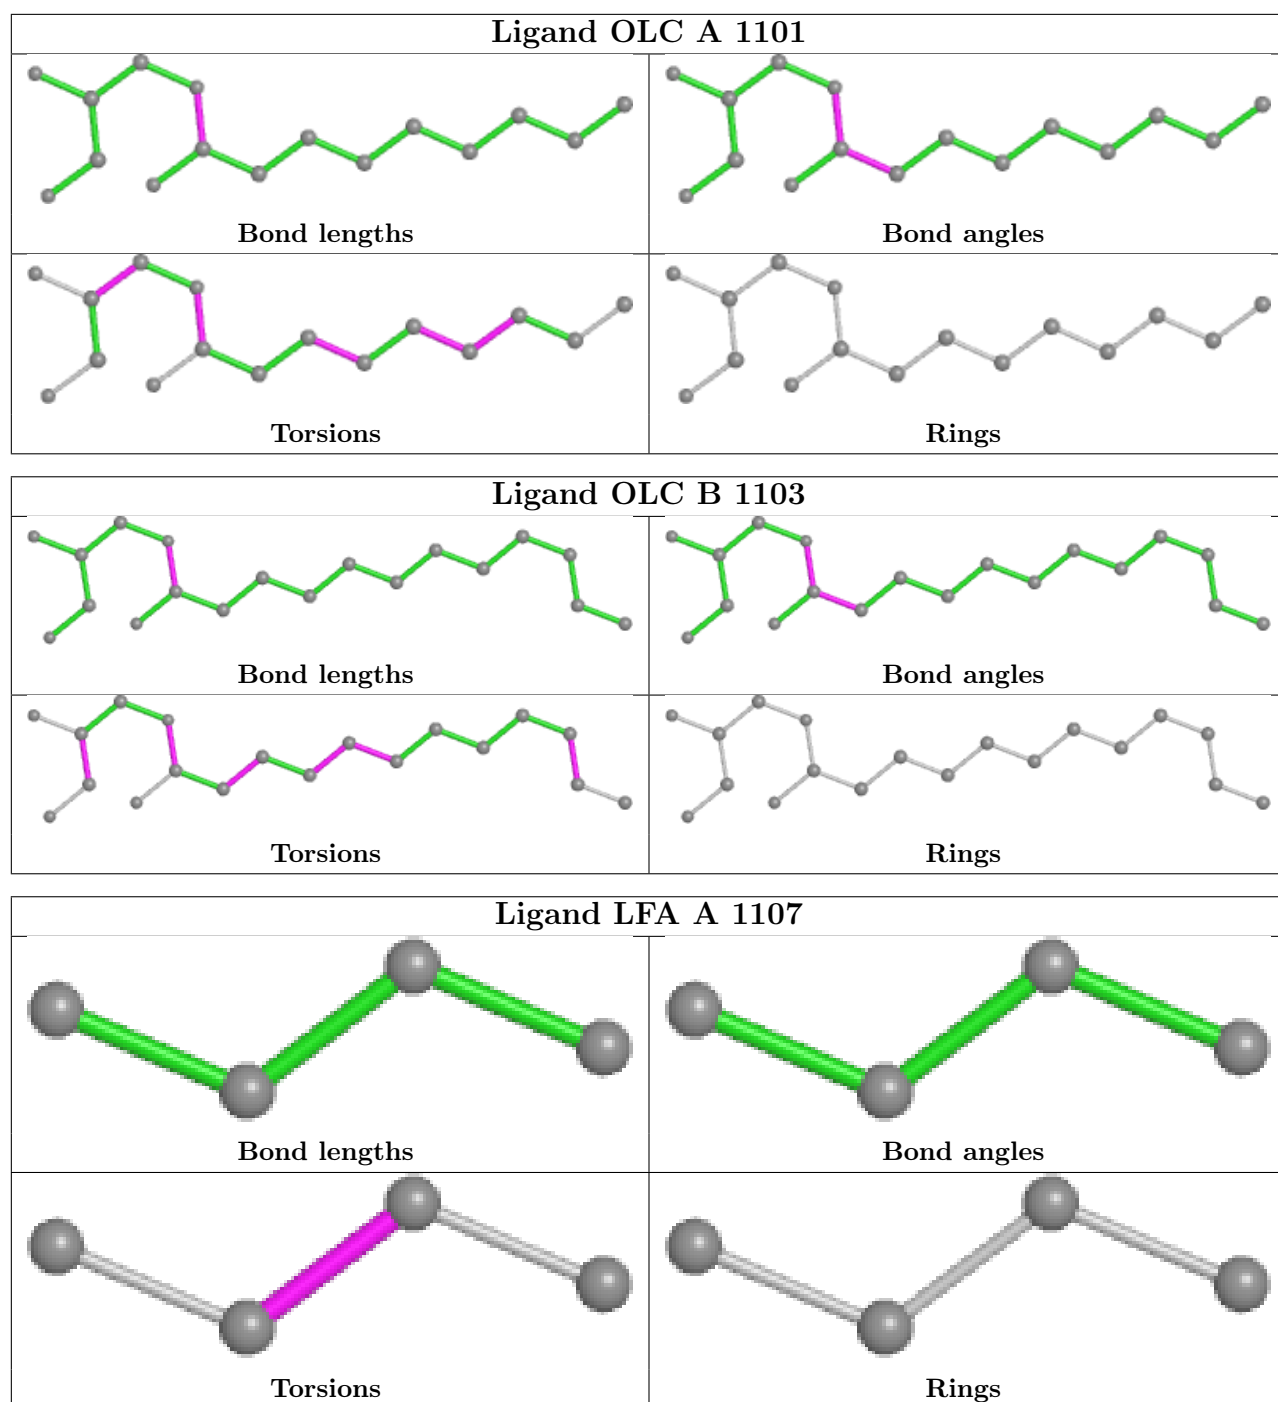 Ligand OLC A 1101
Bond lengths
Bond angles
Torsions
Rings
Ligand OLC B 1103
Bond lengths
Bond angles
Torsions
Rings
Ligand LFA A 1107
Bond lengths
Bond angles
Torsions
Rings